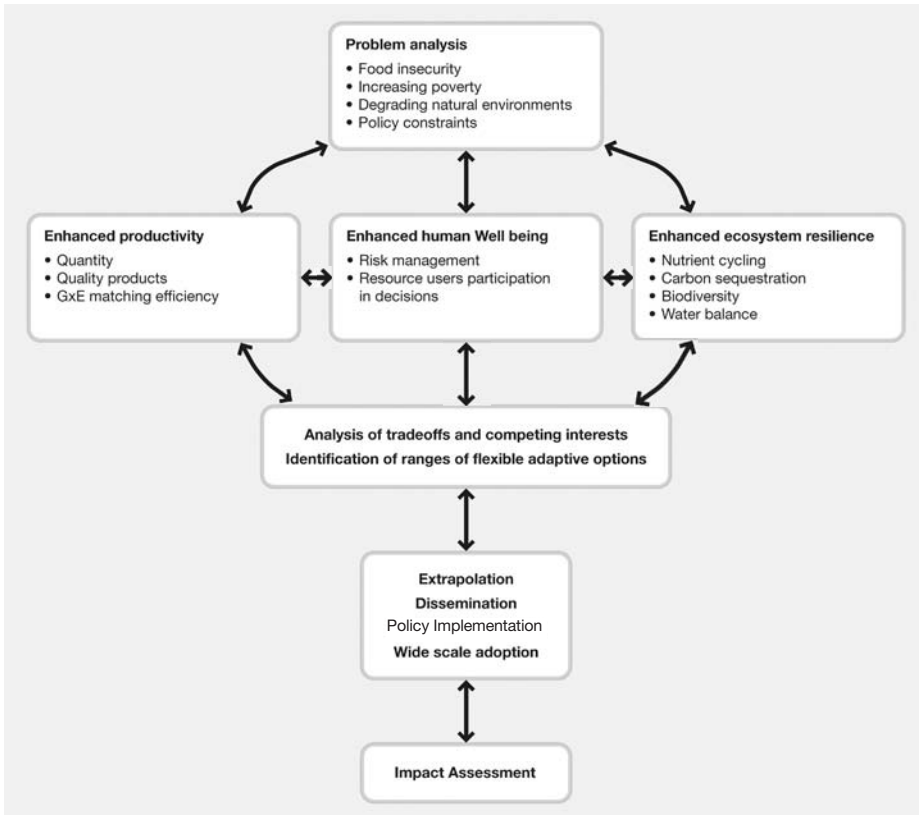 Problem analysis
• Food insecurity
• Increasing poverty
• Degrading natural environments
• Policy constraints
Enhanced productivity
• Quantity
• Quality products
• GxE matching efficiency
Enhanced human Well being
• Risk management
• Resource users participation
in decisions
Enhanced ecosystem resilience
• Nutrient cycling
• Carbon sequestration
• Biodiversity
• Water balance
Analysis of tradeoffs and competing interests
Identification of ranges of flexible adaptive options
Extrapolation
Dissemination
Policy Implementation
Wide scale adoption
Impact Assessment